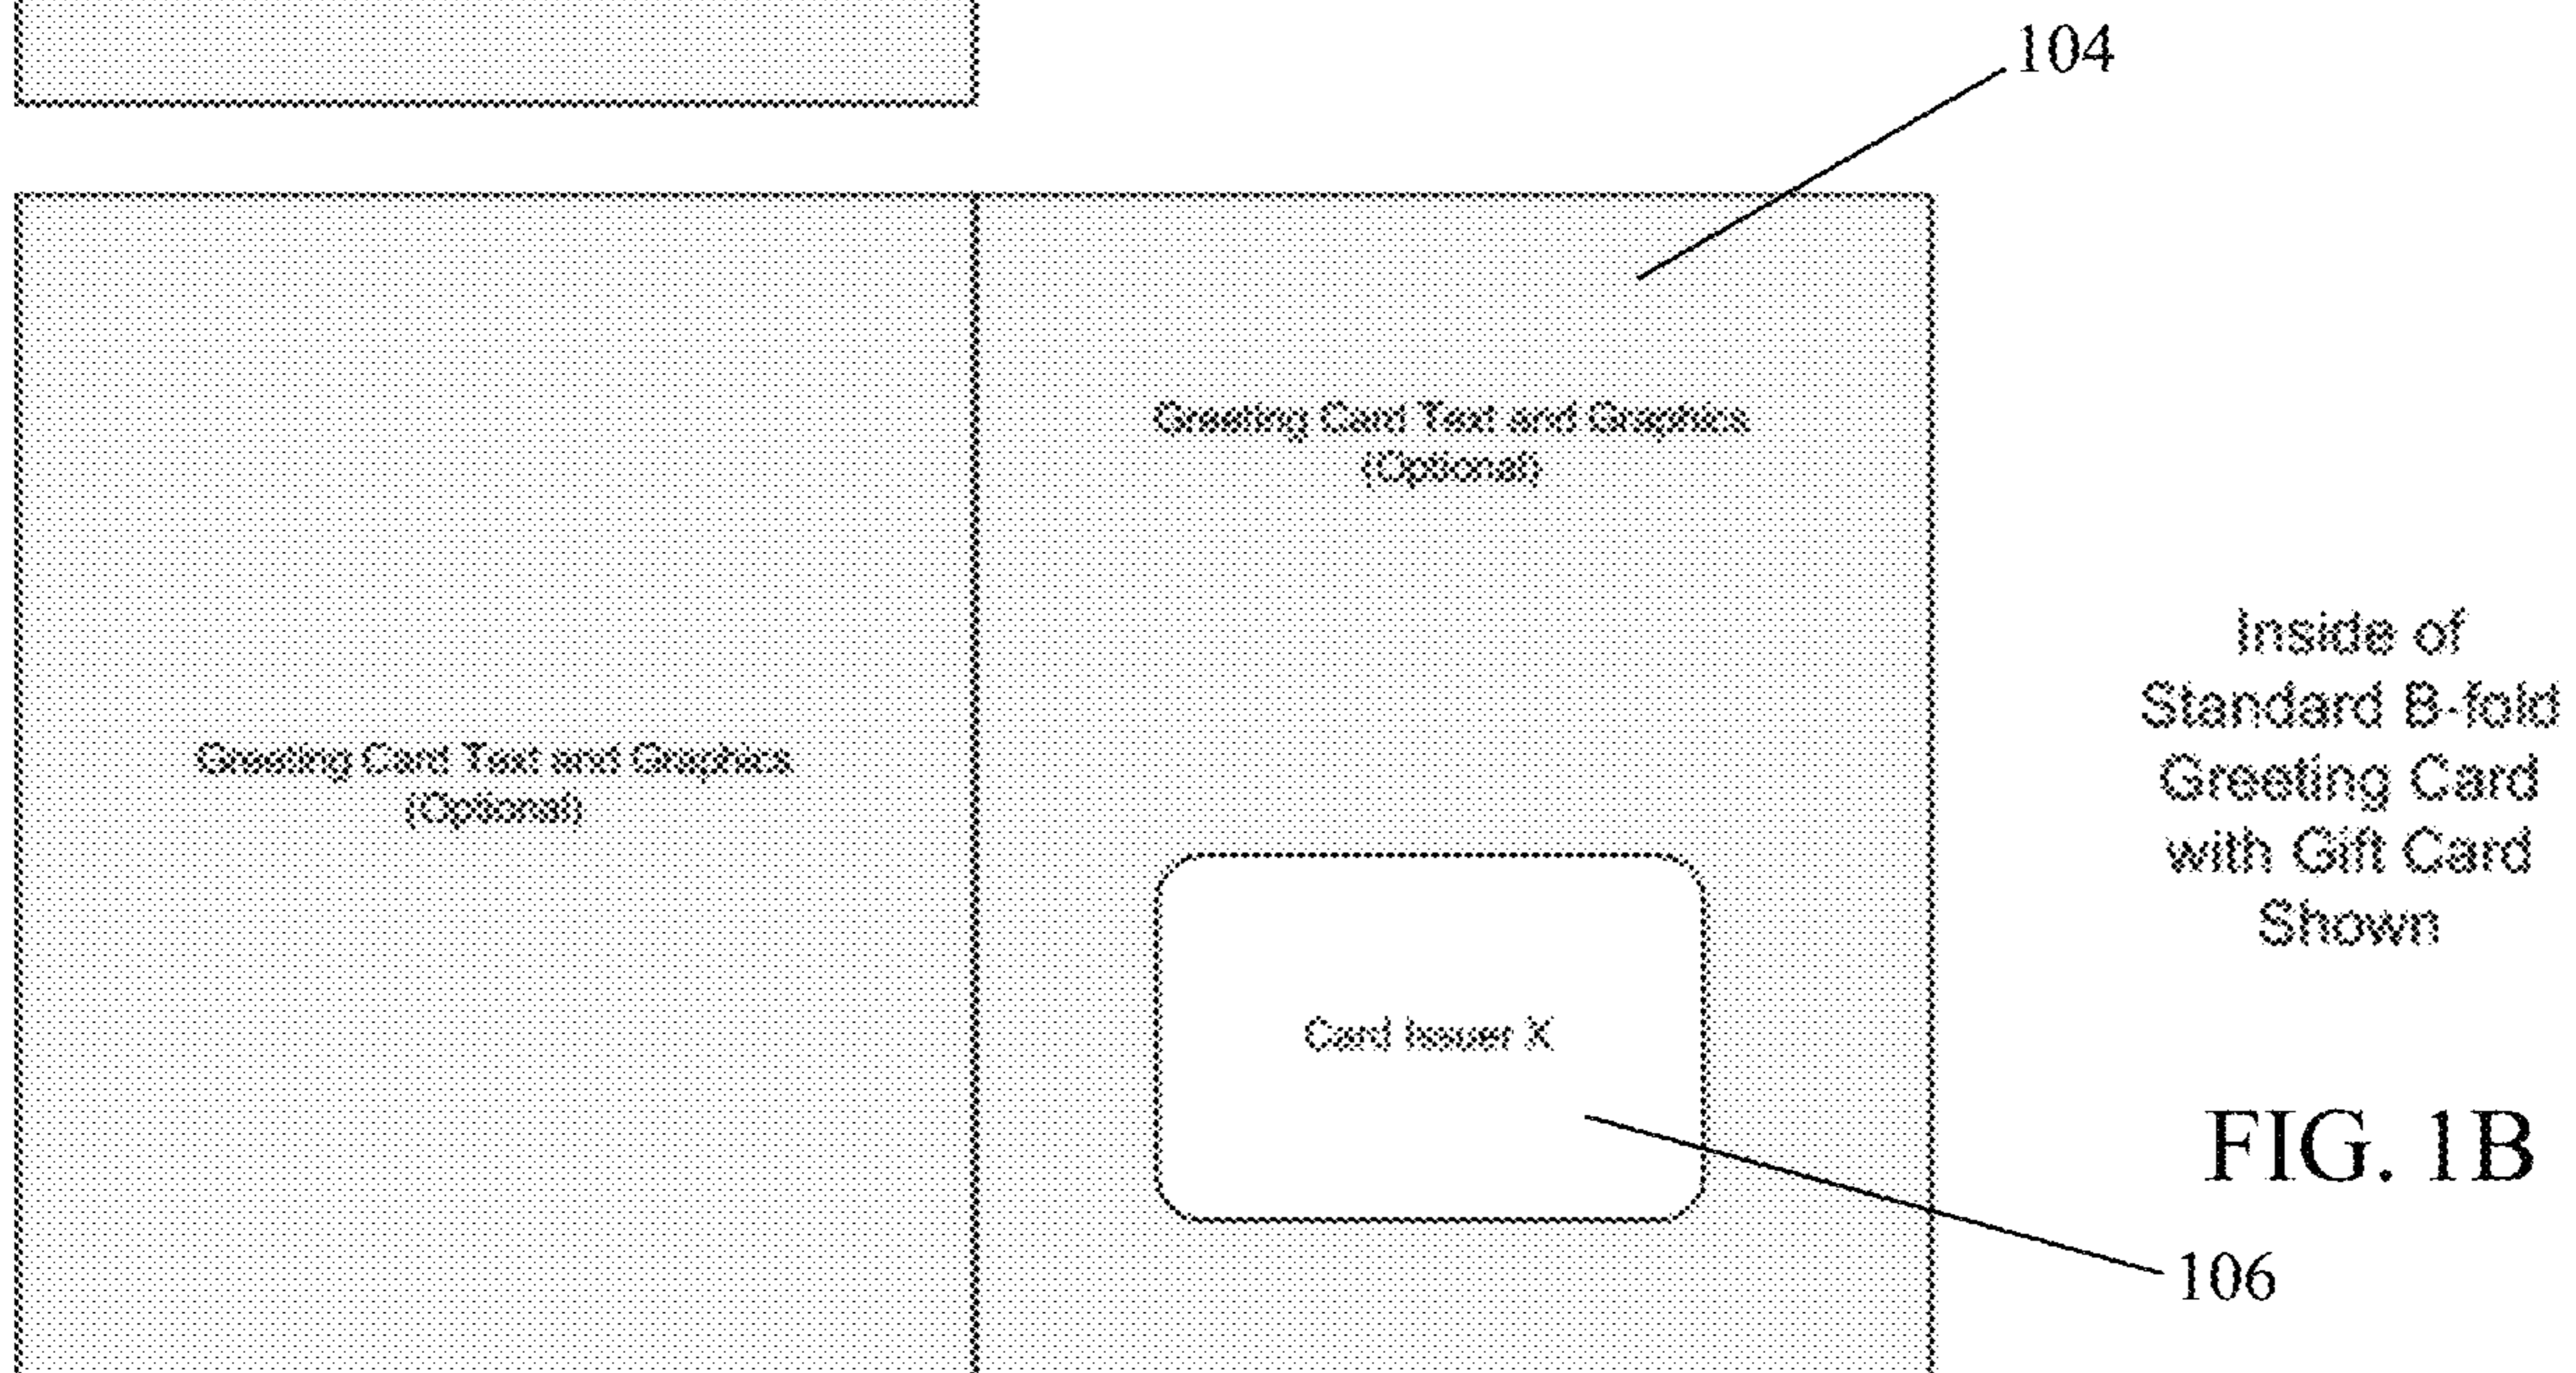 104
Greeting Card Text and Graphics
(Optional)
Greeting Card Text and Graphics
(Optional)
Inside of
Standard B-fold
Greeting Card
with Gift Card
Shown
Card Issuer X
FIG. 1B
106